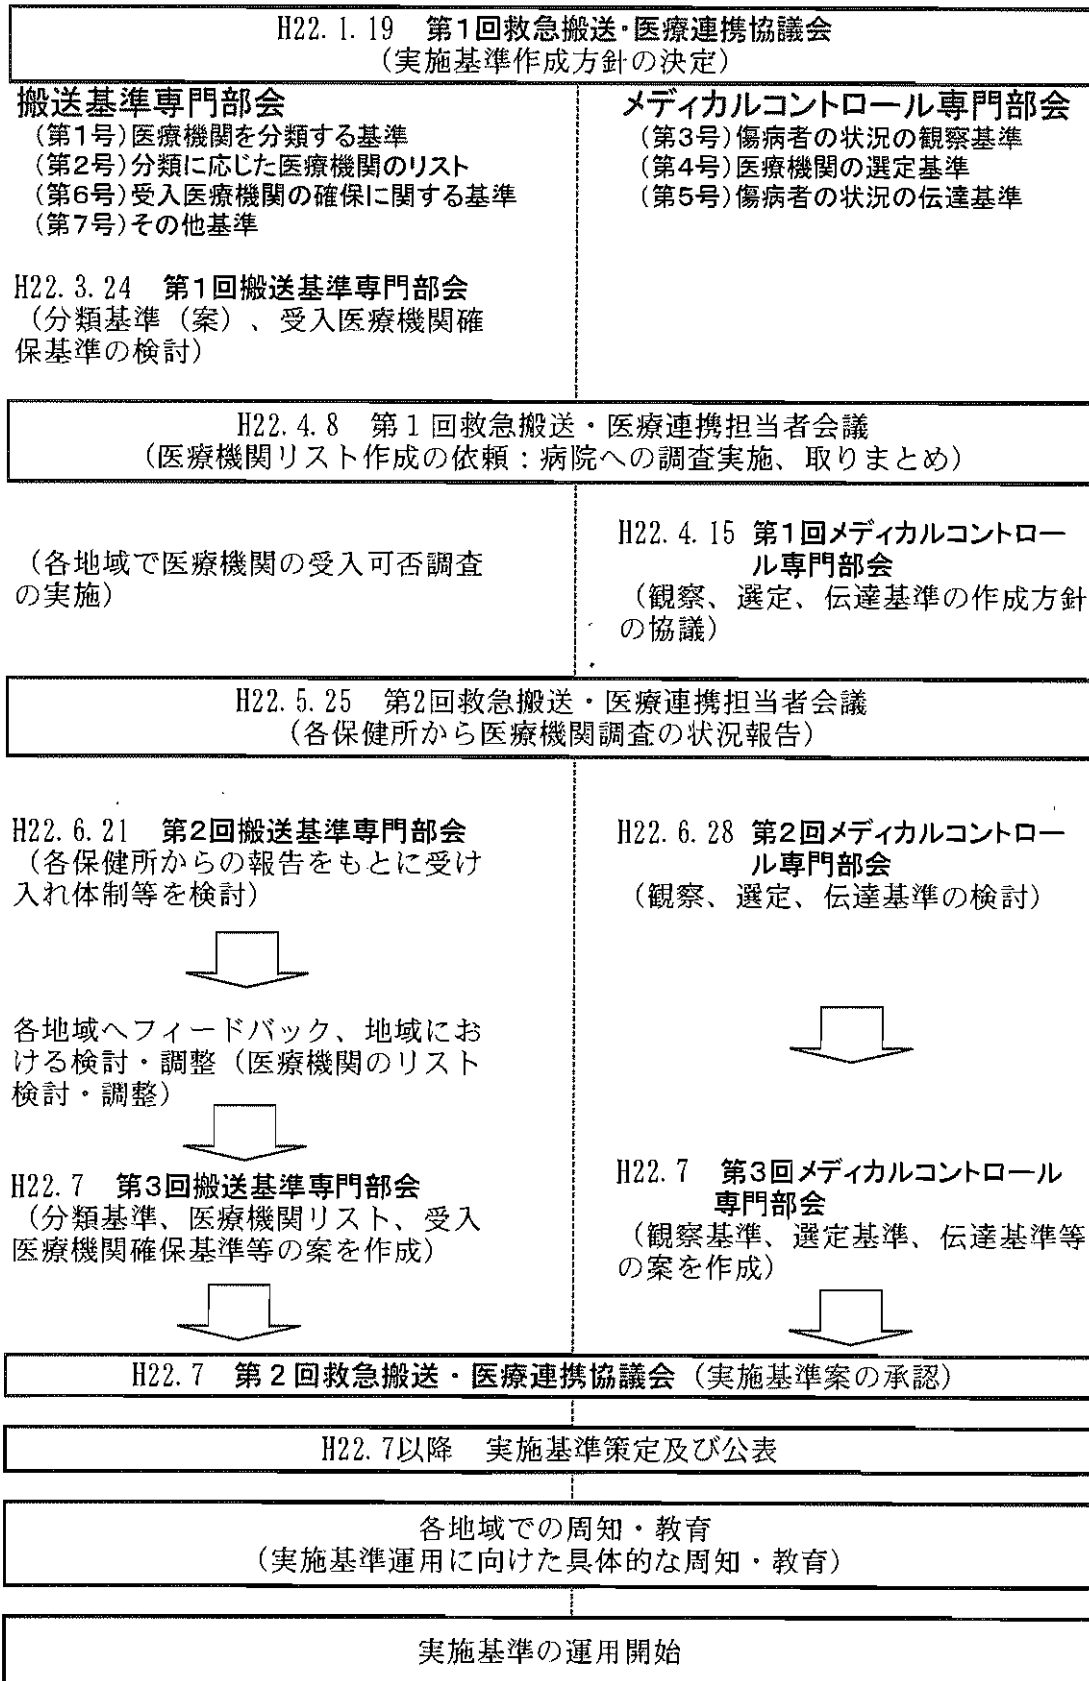 H22.1.19 第1回救急搬送・医療連携協議会
(実施基準作成方針の決定)
搬送基準専門部会
(第1号)医療機関を分類する基準
(第2号)分類に応じた医療機関のリスト
(第6号)受入医療機関の確保に関する基準
(第7号)その他基準
メディカルコントロール専門部会
(第3号)傷病者の状況の観察基準
(第4号)医療機関の選定基準
(第5号)傷病者の状況の伝達基準
H22.3.24 第1回搬送基準専門部会
(分類基準(案)、受入医療機関確
保基準の検討)
H22.4.8 第1回救急搬送・医療連携担当者会議
(医療機関リスト作成の依頼:病院への調査実施、取りまとめ)
(各地域で医療機関の受入可否調査
の実施)
H22.4.15 第1回メディカルコントロー
ル専門部会
(観察、選定、伝達基準の作成方針
の協議)
H22.5.25 第2回救急搬送・医療連携担当者会議
(各保健所から医療機関調査の状況報告)
H22.6.21 第2回搬送基準専門部会
(各保健所からの報告をもとに受け
入れ体制等を検討)
H22.6.28 第2回メディカルコントロー
ル専門部会
(観察、選定、伝達基準の検討)
各地域へフィードバック、地域にお
ける検討・調整(医療機関のリスト
検討・調整)
H22.7 第3回搬送基準専門部会
(分類基準、医療機関リスト、受入
医療機関確保基準等の案を作成)
H22.7 第3回メディカルコントロール
専門部会
(観察基準、選定基準、伝達基準等
の案を作成)
H22.7 第2回救急搬送・医療連携協議会(実施基準案の承認)
H22.7以降 実施基準策定及び公表
各地域での周知・教育
(実施基準運用に向けた具体的な周知・教育)
実施基準の運用開始